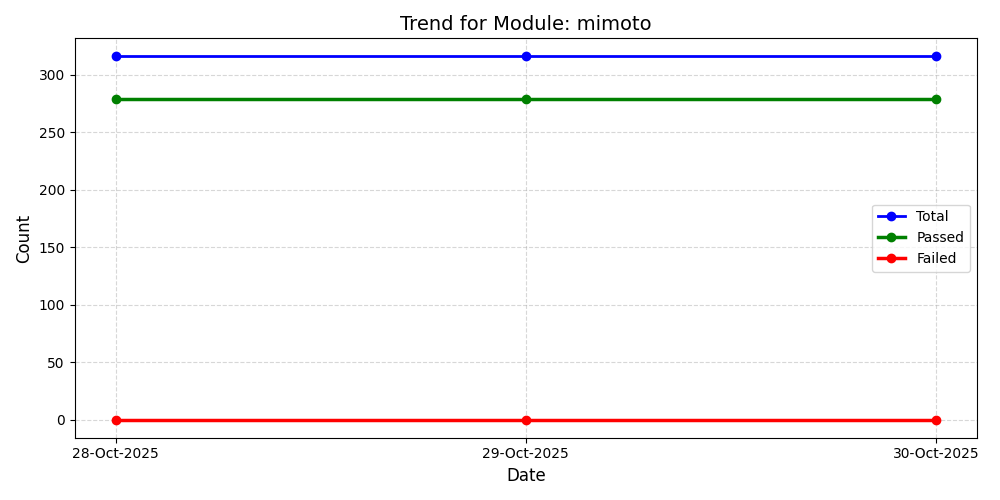 Trend for Module: mimoto
Count
300
250
200
150
100
50
0
Total
Passed
Failed
28-Oct-2025 29-Oct-2025 30-Oct-2025
Date